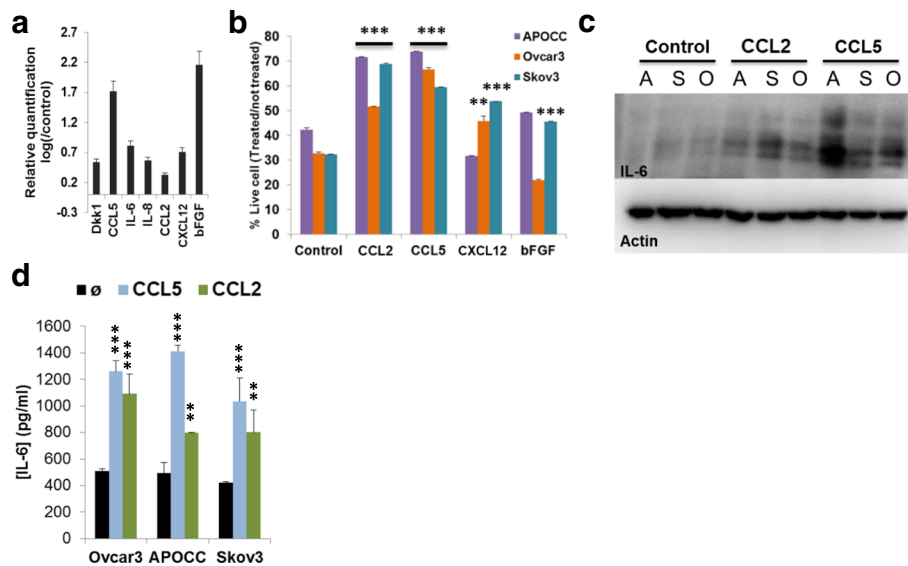 a
Relative quantification
log(/control)
2.7
2.2
1.7
1.2
0.7
0.2
-0.3
Dkk1
CCL5
IL-6
IL-8
CCL2
CXCL12
bFGF
b
% Live cell (Treated/not treated)
80
70
60
50
40
30
20
10
0
*** ***
** *** ***
APOCC
Ovcar3
Skov3
Control CCL2 CCL5 CXCL12 bFGF
c
Control CCL2 CCL5
A S O A S O A S O
IL-6
Actin
d
ø CCL5 CCL2
[IL-6] (pg/ml)
1600
1400
1200
1000
800
600
400
200
0
*** *** *** ** *** **
Ovcar3 APOCC Skov3